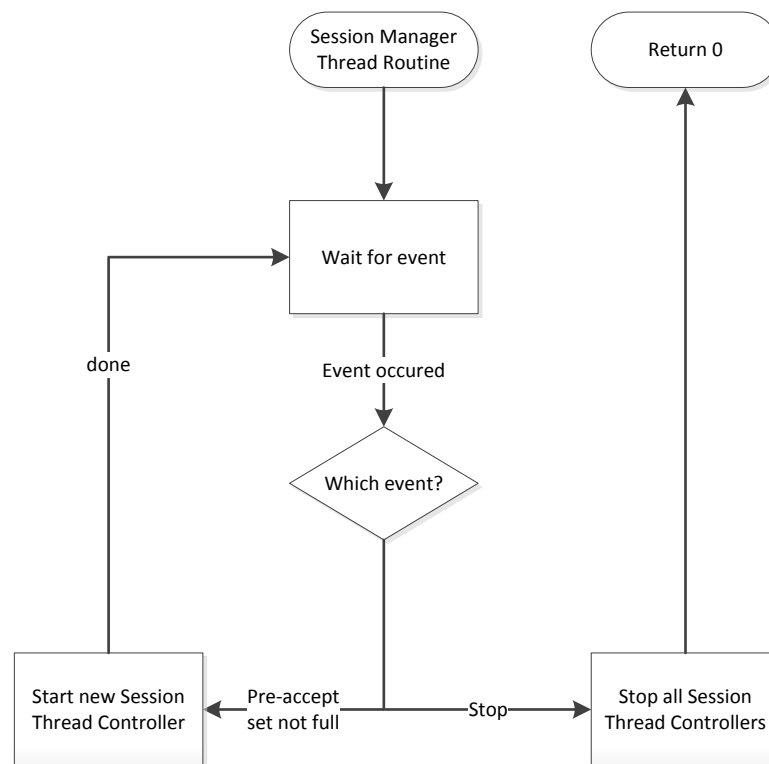 Session Manager
Thread Routine
Return 0
Wait for event
done
Event occured
Which event?
Start new Session
Thread Controller
Pre-accept
set not full
Stop
Stop all Session
Thread Controllers